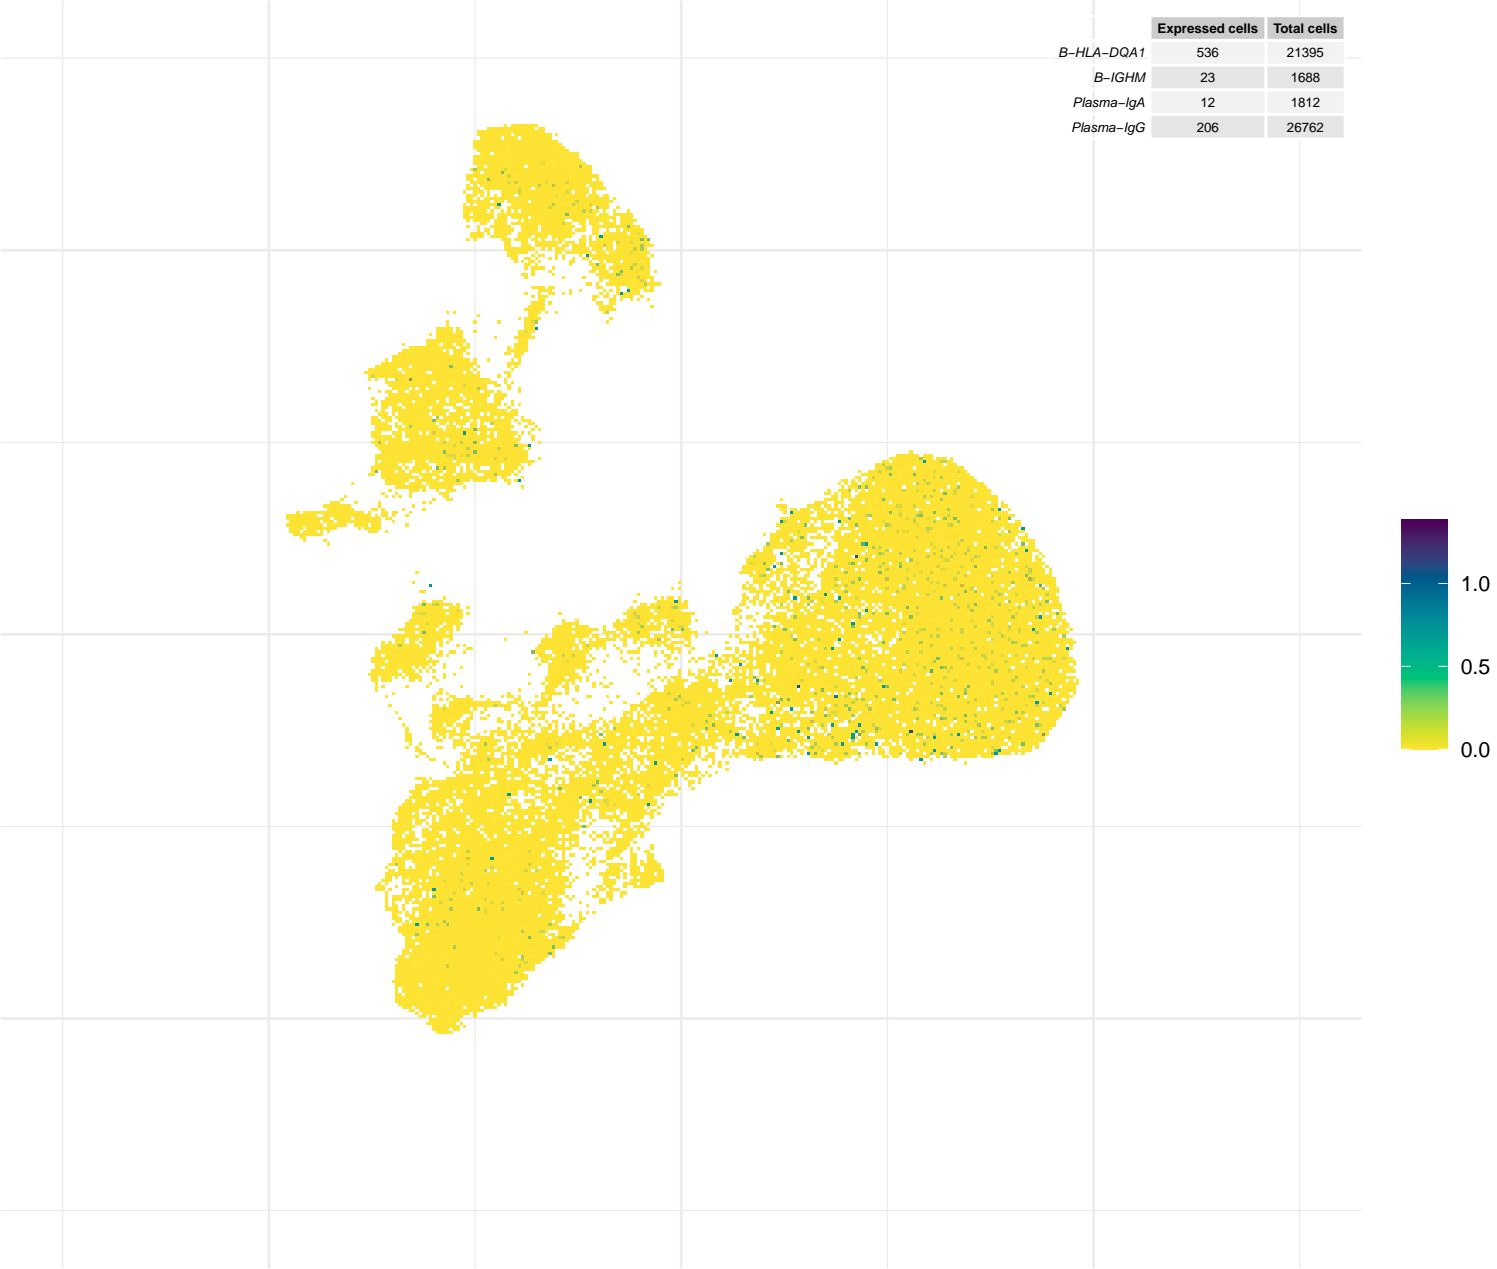 Expressed cells Total cells
B−HLA−DQA1 536 21395
B−IGHM 23 1688
Plasma−IgA 12 1812
Plasma−IgG 206 26762
1.0
0.5
0.0